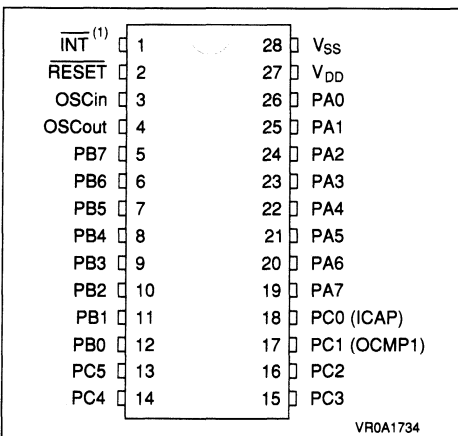 INT (1) 1 28 VSS
RESET 2 27 VDD
OSCin 3 26 PA0
OSCout 4 25 PA1
PB7 5 24 PA2
PB6 6 23 PA3
PB5 7 22 PA4
PB4 8 21 PA5
PB3 9 20 PA6
PB2 10 19 PA7
PB1 11 18 PC0 (ICAP)
PB0 12 17 PC1 (OCMP1)
PC5 13 16 PC2
PC4 14 15 PC3
VR0A1734